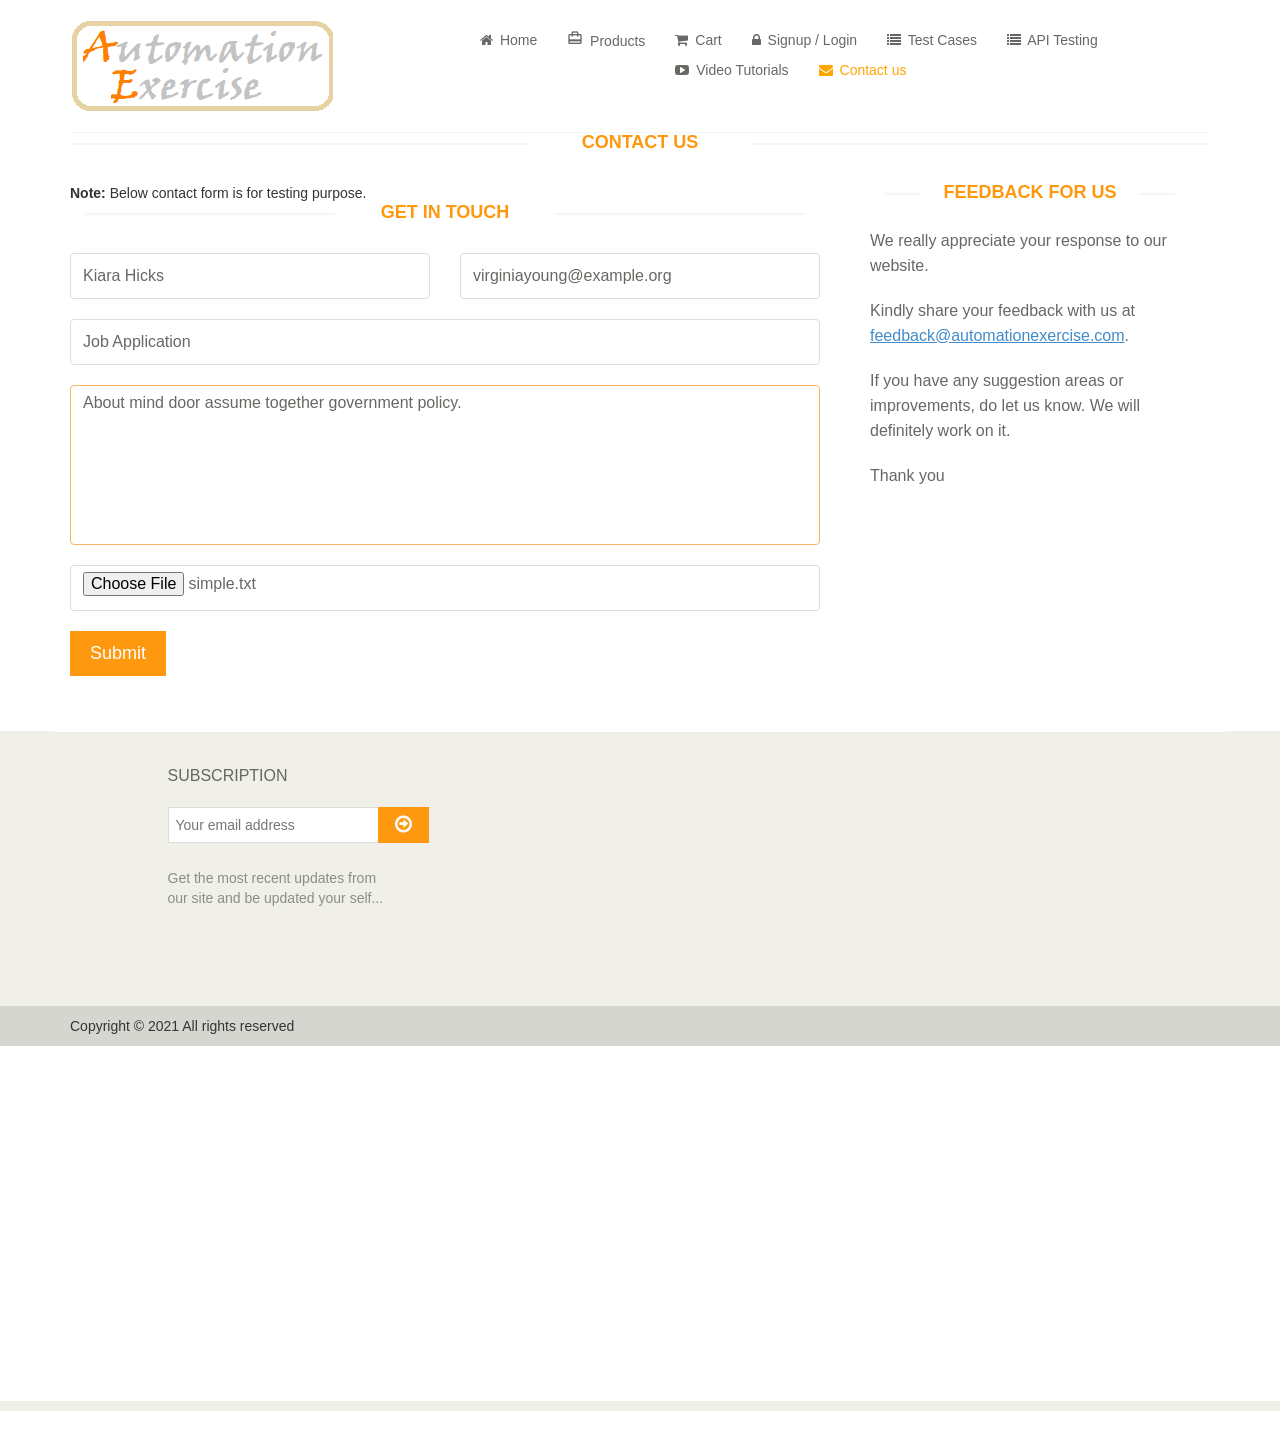 Automation
Exercise
Home
Products
Cart
Signup / Login
Test Cases
API Testing
Video Tutorials
Contact us
CONTACT US
Note: Below contact form is for testing purpose.
GET IN TOUCH
Kiara Hicks
virginiayoung@example.org
Job Application
About mind door assume together government policy.
Choose File simple.txt
Submit
FEEDBACK FOR US
We really appreciate your response to our
website.
Kindly share your feedback with us at
feedback@automationexercise.com.
If you have any suggestion areas or
improvements, do let us know. We will
definitely work on it.
Thank you
SUBSCRIPTION
Your email address
Get the most recent updates from
our site and be updated your self...
Copyright © 2021 All rights reserved